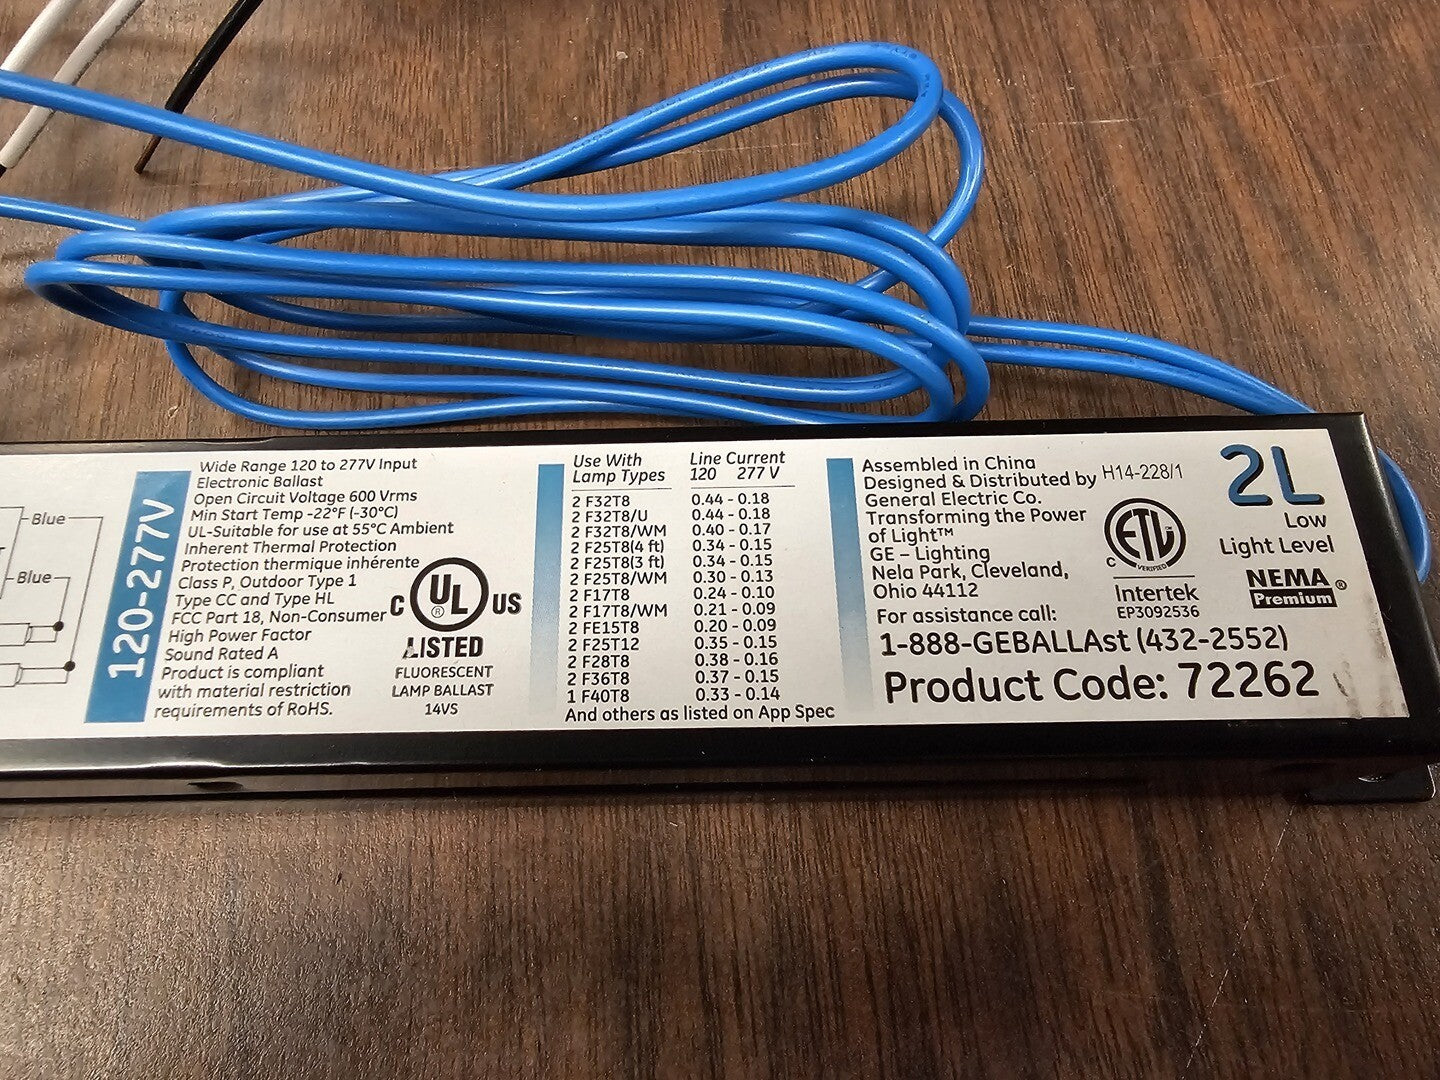 Blue
Blue
120-277V
Wide Range 120 to 277V Input
Electronic Ballast
Open Circuit Voltage 600 Vrms
Min Start Temp -22°F (-30°C)
UL-Suitable for use at 55°C Ambient
Inherent Thermal Protection
Protection thermique inhérente
Class P, Outdoor Type 1
Type CC and Type HL
FCC Part 18, Non-Consumer
High Power Factor
Sound Rated A
Product is compliant
with material restriction
requirements of RoHS.
C UL ® US
LISTED
FLUORESCENT
LAMP BALLAST
14VS
Use With Line Current
Lamp Types 120 277 V
2 F32T8 0.44 - 0.18
2 F32T8/U 0.44 - 0.18
2 F32T8/WM 0.40 - 0.17
2 F25T8(4 ft) 0.34 - 0.15
2 F25T8(3 ft) 0.34 - 0.15
2 F25T8/WM 0.30 - 0.13
2 F17T8 0.24 - 0.10
2 F17T8/WM 0.21 - 0.09
2 FE15T8 0.20 - 0.09
2 F25T12 0.35 - 0.15
2 F28T8 0.38 - 0.16
2 F36T8 0.37 - 0.15
1 F40T8 0.33 - 0.14
And others as listed on App Spec
Assembled in China
Designed & Distributed by H14-228/1
General Electric Co.
Transforming the Power
of Light™
GE – Lighting
Nela Park, Cleveland,
Ohio 44112
For assistance call:
1-888-GEBALLAst (432-2552)
Product Code: 72262
ETL
C VERIFIED
Intertek
EP3092536
2L
Low
Light Level
NEMA ®
Premium